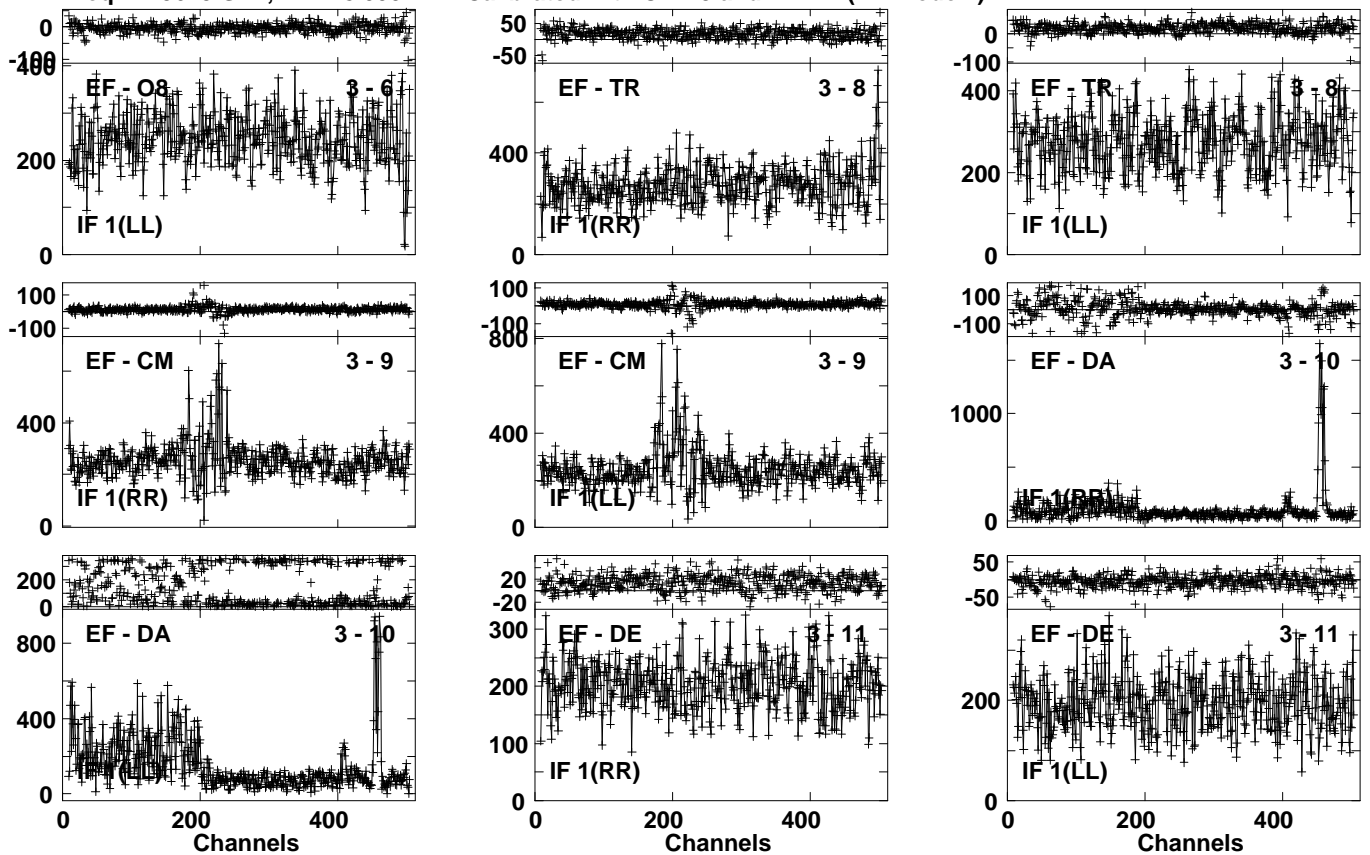 0
-100
50
-50
0
-100
400
200
0
EF - O8
3 - 6
IF 1(LL)
400
0
EF - TR
3 - 8
IF 1(RR)
400
200
0
EF - TR
3 - 8
IF 1(LL)
100
-100
100
-100
100
-100
400
0
EF - CM
3 - 9
IF 1(RR)
800
400
0
EF - CM
3 - 9
IF 1(LL)
1000
0
EF - DA
3 - 10
IF 1(RR)
200
0
20
-20
50
-50
800
400
0
EF - DA
3 - 10
IF 1(LL)
300
200
100
0
EF - DE
3 - 11
IF 1(RR)
200
0
EF - DE
3 - 11
IF 1(LL)
0 200 400
0 200 400
0 200 400
Channels
Channels
Channels